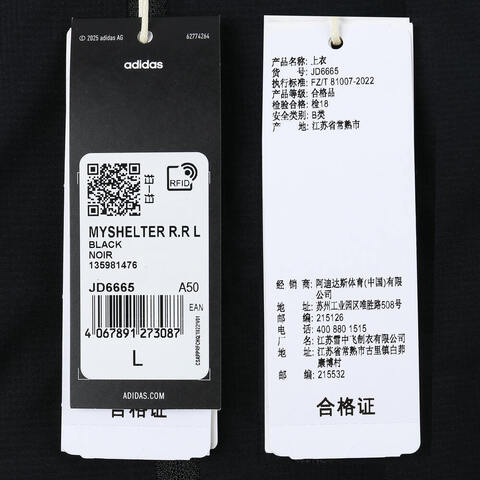 © 2025 adidas AG
62774264
adidas
RFID
MYSHELTER R.R L
BLACK
NOIR
135981476
JD6665
A50
EAN
4 067891 273087
L
ADIDAS.COM
合格证
产品名称: 上衣
货 号: JD6665
执行标准: FZ/T 81007-2022
产品等级: 合格品
检验合格: 检18
安全类别: B类
产 地: 江苏省常熟市
经 销 商: 阿迪达斯体育(中国)有限
公司
地 址: 苏州工业园区唯胜路508号
邮 编: 215126
电 话: 400 880 1515
厂 名: 江苏雪中飞制衣有限公司
地 址: 江苏省常熟市古里镇白茆
康博村
邮 编: 215532
合格证